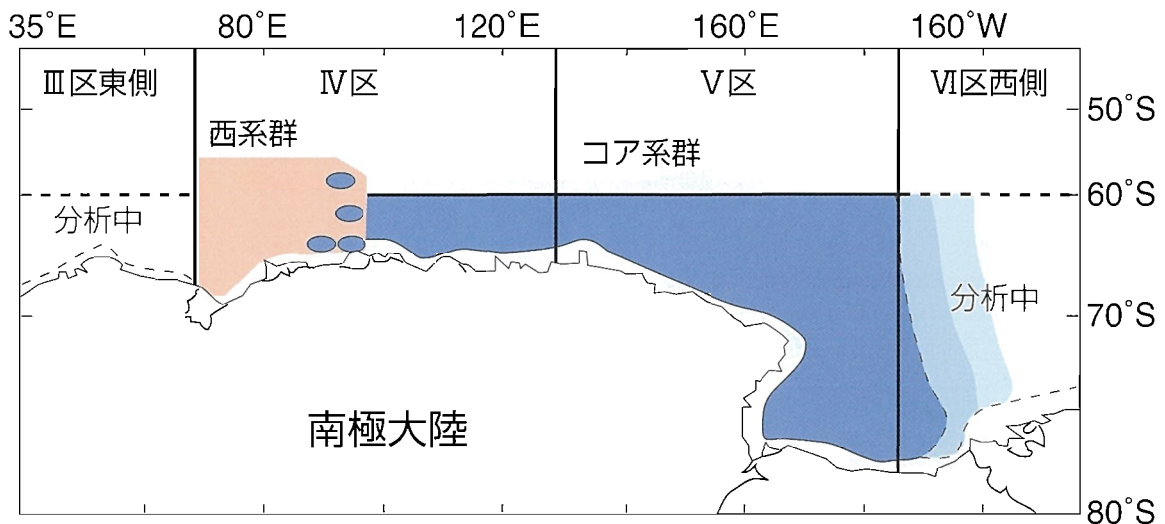 35˚E 80˚E 120˚E 160˚E 160˚W
Ⅲ区東側 Ⅳ区 Ⅴ区 Ⅵ区西側
50˚S
西系群
コア系群
60˚S
分析中
分析中
70˚S
南極大陸
80˚S